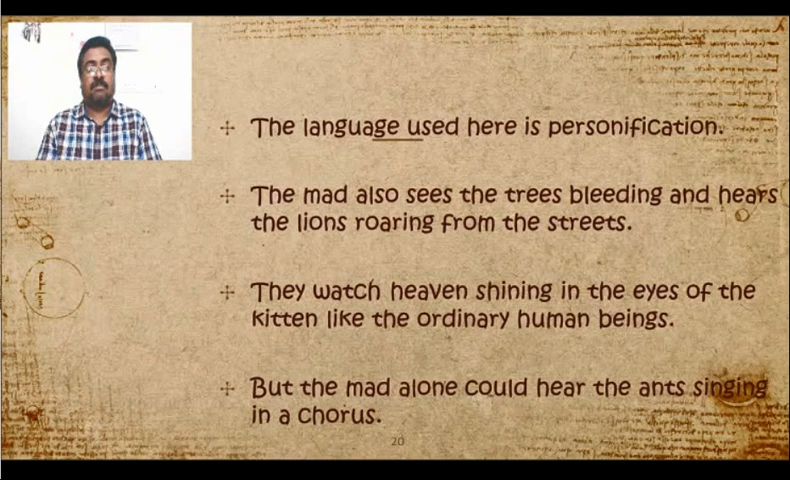 The language used here is personification.
The mad also sees the trees bleeding and hears
the lions roaring from the streets.
They watch heaven shining in the eyes of the
kitten like the ordinary human beings.
But the mad alone could hear the ants singing
in a chorus.
20